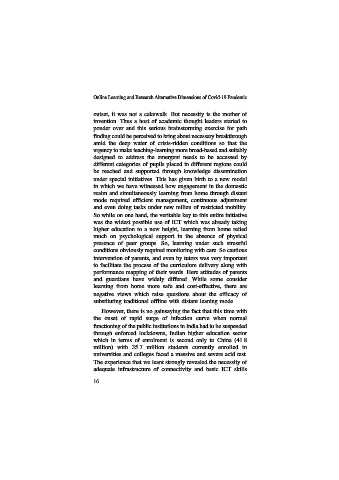 Online Learning and Research Alternative Dimensions of Covid-19 Pandemic
outset, it was not a cakewalk. But necessity is the mother of
invention. Thus a host of academic thought leaders started to
ponder over and this serious brainstorming exercise for path
finding could be perceived to bring about necessary breakthrough
amid the deep water of crisis-ridden conditions so that the
urgency to make teaching-learning more broad-based and suitably
designed to address the emergent needs to be accessed by
different categories of pupils placed in different regions could
be reached and supported through knowledge dissemination
under special initiatives. This has given birth to a new model
in which we have witnessed how engagement in the domestic
realm and simultaneously learning from home through distant
mode required efficient management, continuous adjustment
and even doing tasks under new milieu of restricted mobility.
So while on one hand, the veritable key to this entire initiative
was the widest possible use of ICT which was already taking
higher education to a new height, learning from home relied
much on psychological support in the absence of physical
presence of peer groups. So, learning under such stressful
conditions obviously required monitoring with care. So cautious
intervention of parents, and even by tutors was very important
to facilitate the process of the curriculum delivery along with
performance mapping of their wards. Here attitudes of parents
and guardians have widely differed. While some consider
learning from home more safe and cost-effective, there are
negative views which raise questions about the efficacy of
substituting traditional offline with distant learning mode.
However, there is no gainsaying the fact that this time with
the onset of rapid surge of infection curve when normal
functioning of the public institutions in India had to be suspended
through enforced lockdowns, Indian higher education sector
which in terms of enrolment is second only to China (41.8
million) with 35.7 million students currently enrolled in
universities and colleges faced a massive and severe acid test.
The experience that we learnt strongly revealed the necessity of
adequate infrastructure of connectivity and basic ICT skills
16